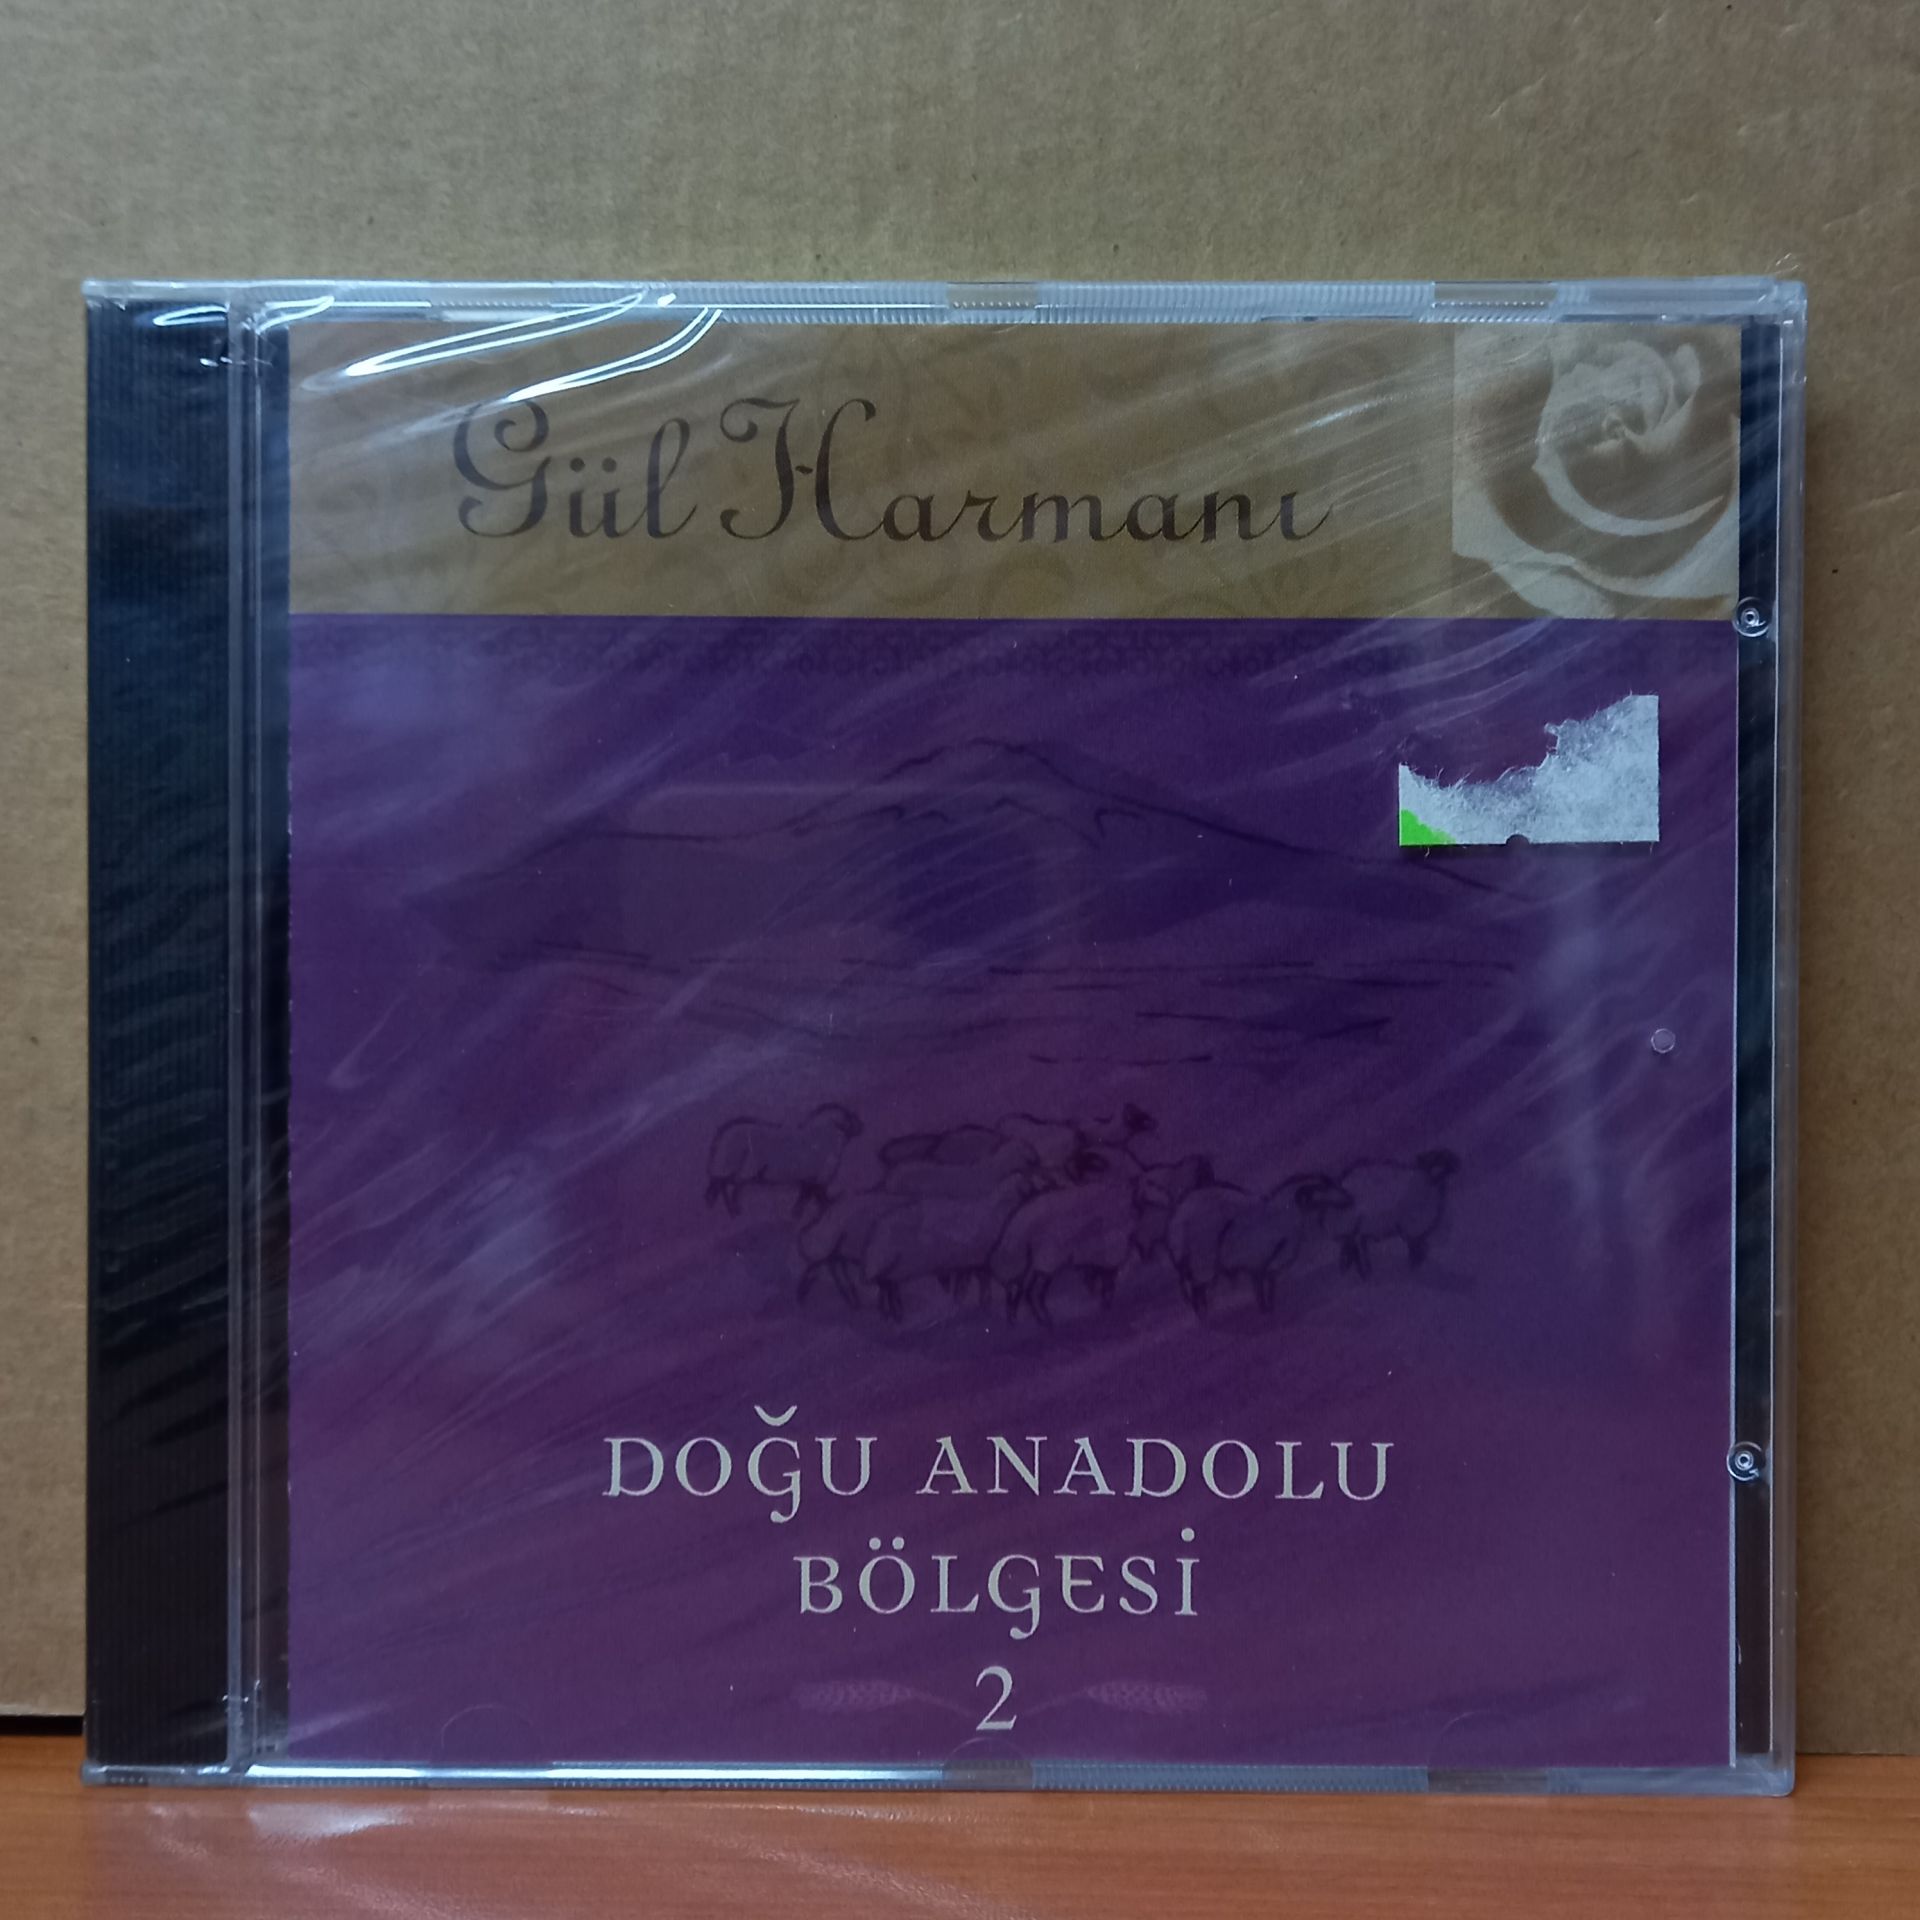 Gül Harmanı
DOĞU ANADOLU
BÖLGESİ
2